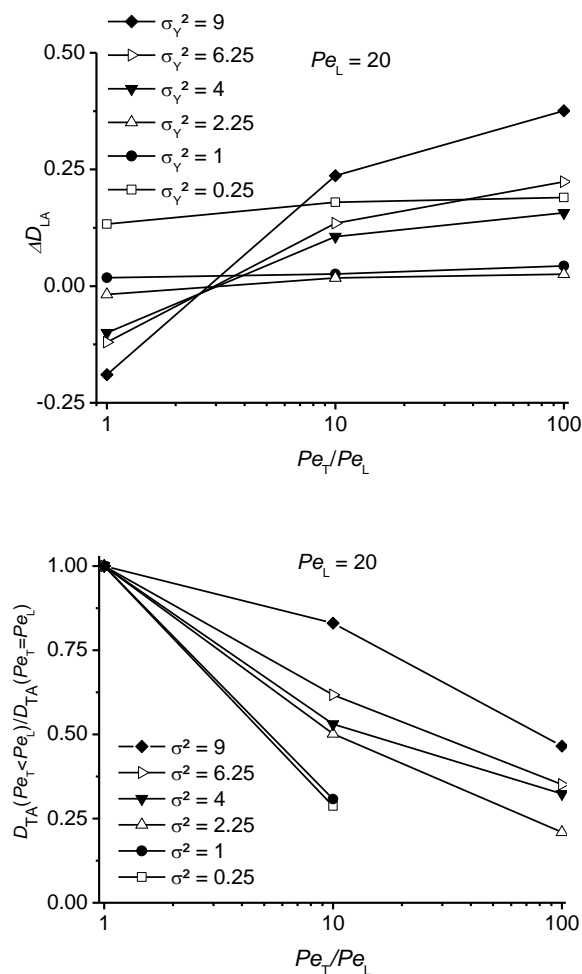 σY² = 9
σY² = 6.25
σY² = 4
σY² = 2.25
σY² = 1
σY² = 0.25
PeL = 20
0.50
0.25
0.00
-0.25
ΔDLA
1 10 100
PeT/PeL
PeL = 20
1.00
0.75
0.50
0.25
0.00
DTA(PeT<PeL)/DTA(PeT=PeL)
σ² = 9
σ² = 6.25
σ² = 4
σ² = 2.25
σ² = 1
σ² = 0.25
1 10 100
PeT/PeL